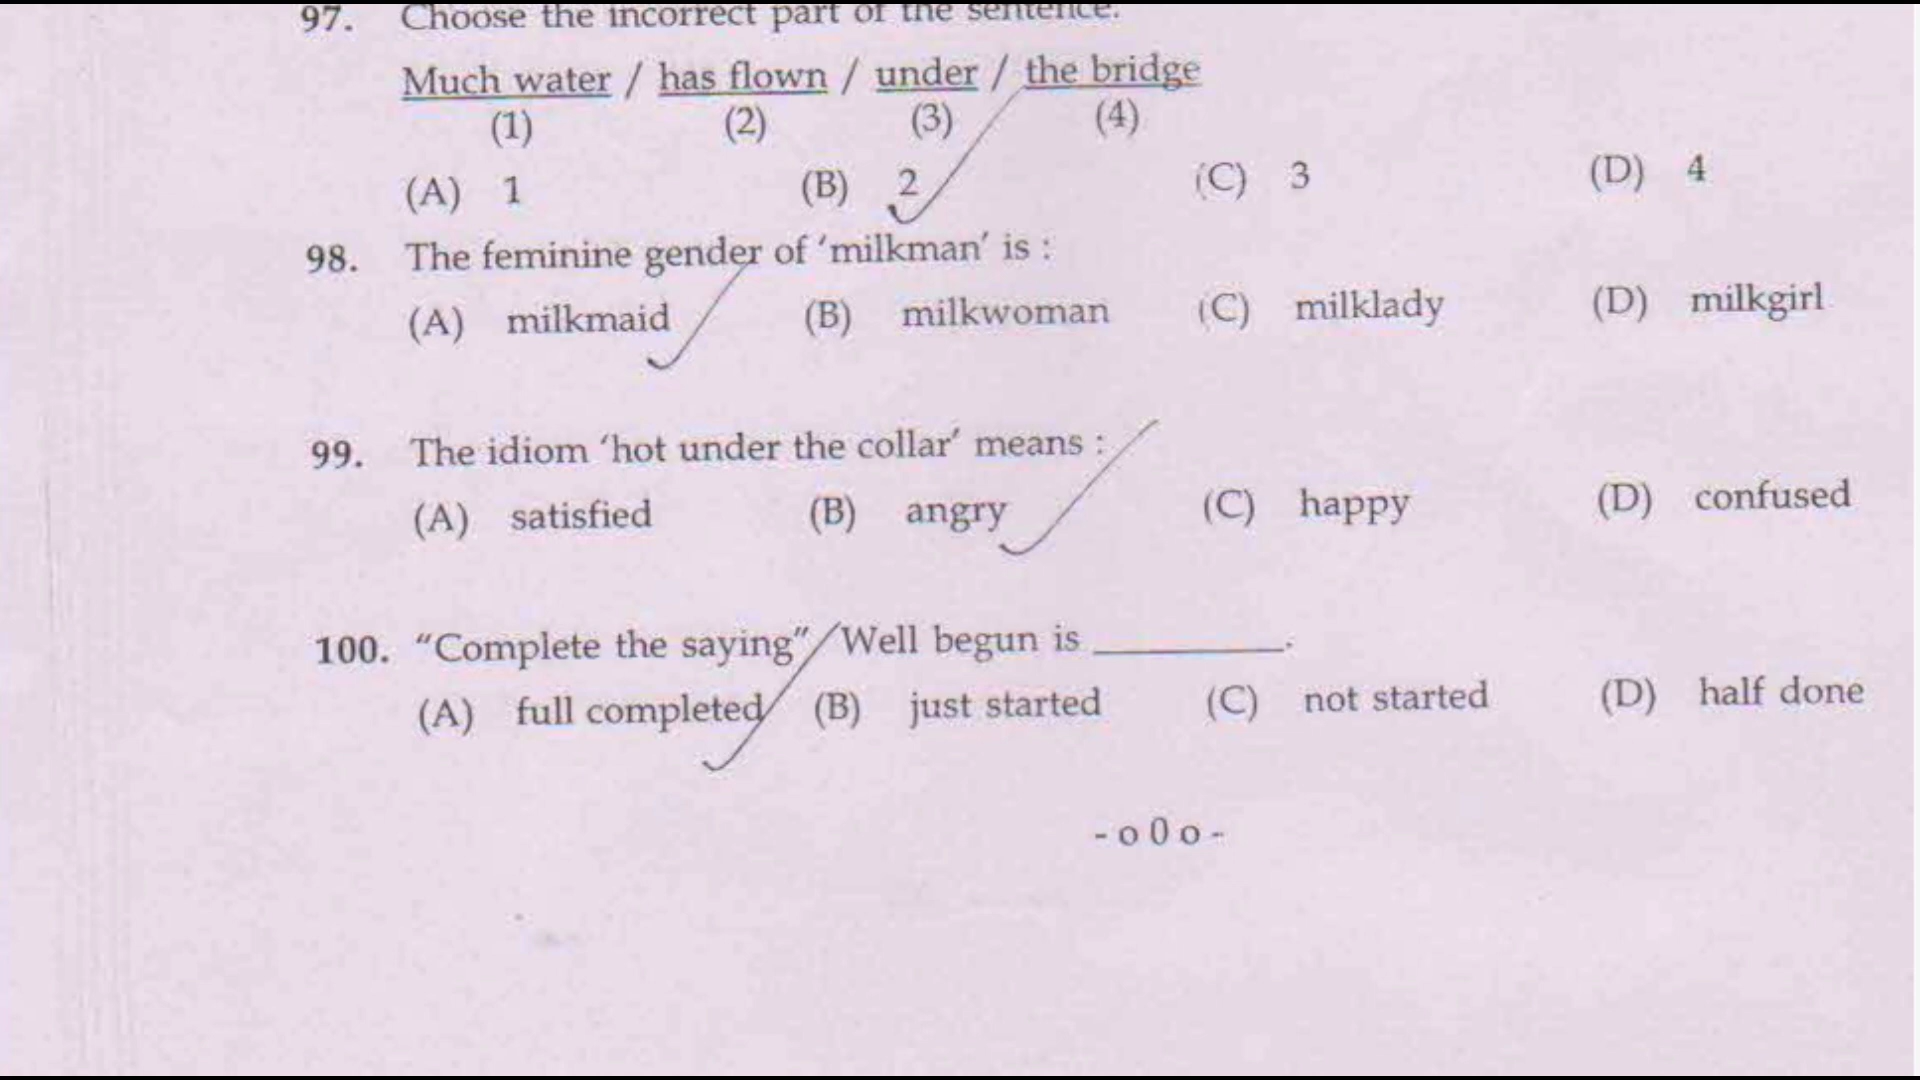 97. Choose the incorrect part of the sentence.
Much water / has flown / under / the bridge
(1) (2) (3) (4)
(A) 1 (B) 2 (C) 3 (D) 4
98. The feminine gender of ‘milkman’ is :
(A) milkmaid (B) milkwoman (C) milklady (D) milkgirl
99. The idiom ‘hot under the collar’ means :
(A) satisfied (B) angry (C) happy (D) confused
100. “Complete the saying” Well begun is ________.
(A) full completed (B) just started (C) not started (D) half done
- o 0 o -